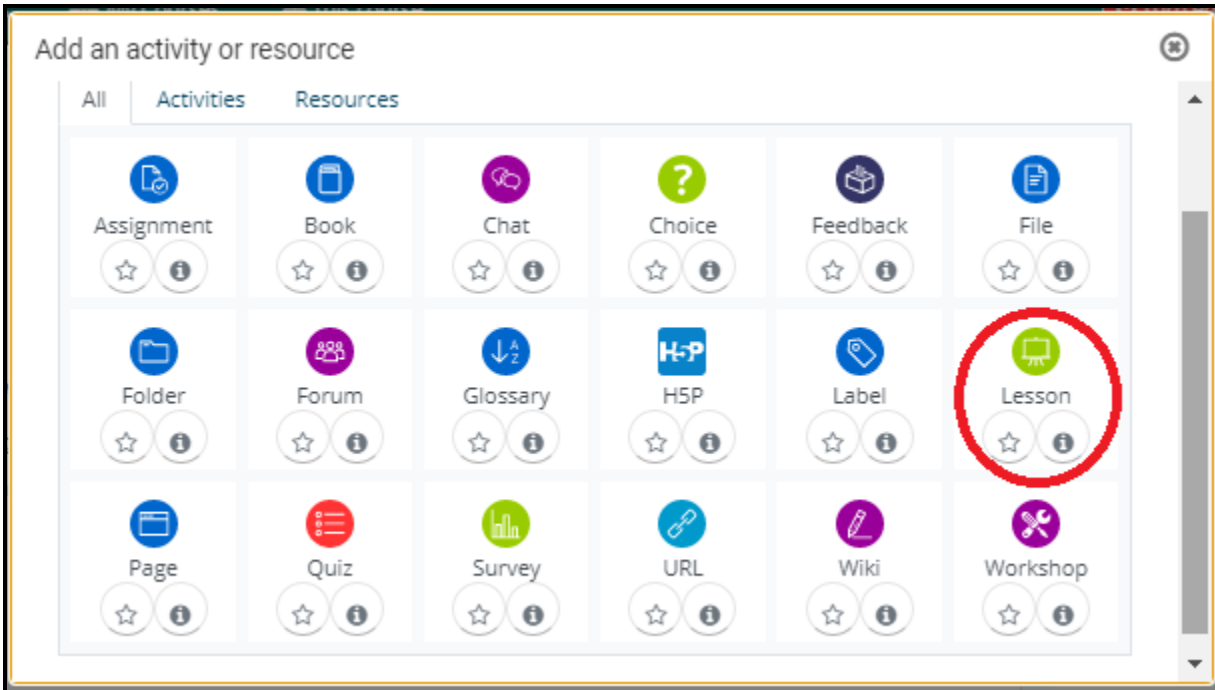 Add an activity or resource
All Activities Resources
Assignment Book Chat Choice Feedback File
Folder Forum Glossary H5P Label Lesson
Page Quiz Survey URL Wiki Workshop